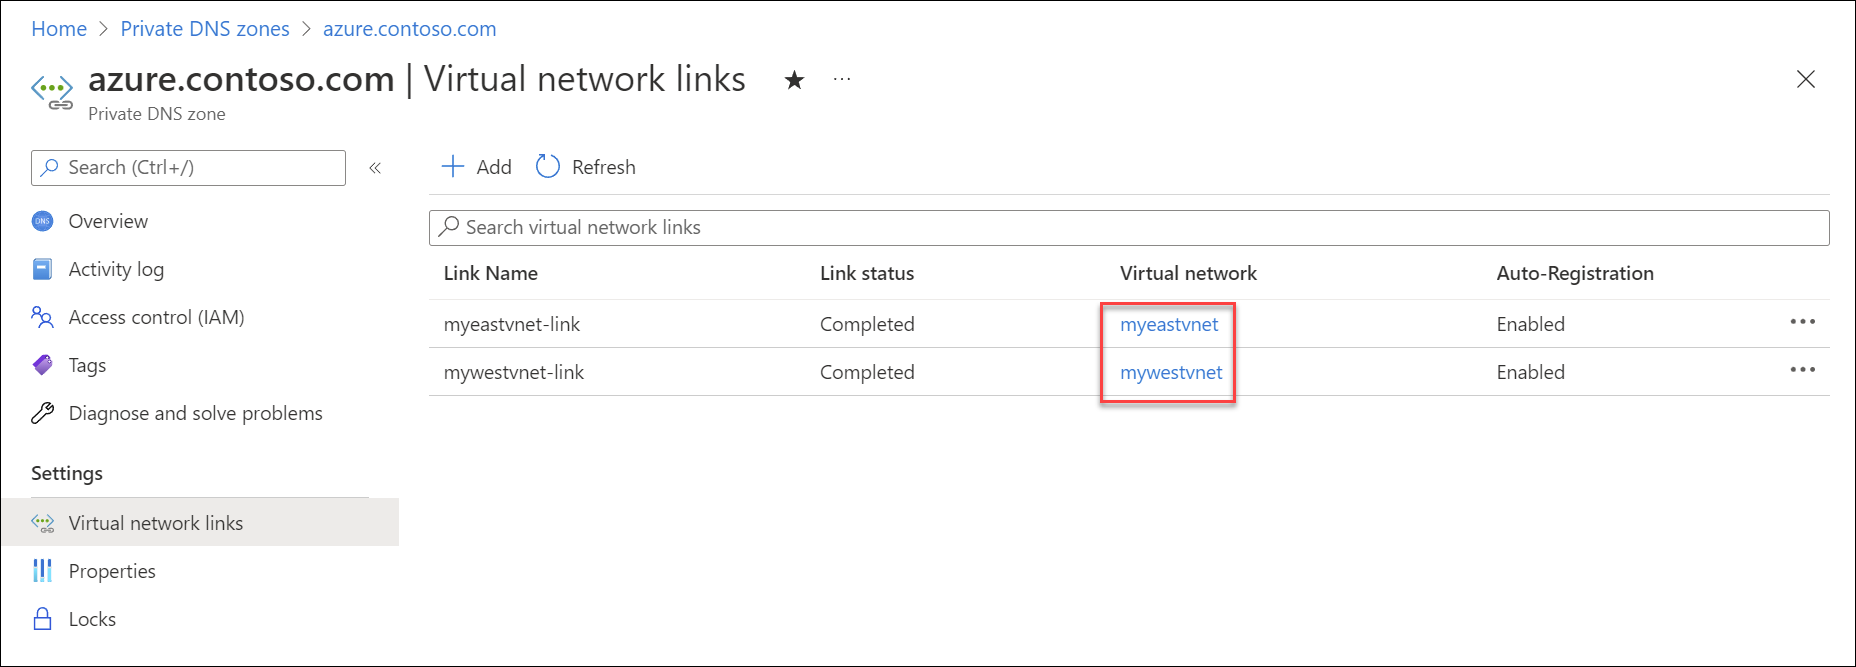 Home > Private DNS zones > azure.contoso.com
azure.contoso.com | Virtual network links
Private DNS zone
Search (Ctrl+/)
«
Add Refresh
DNS Overview
Search virtual network links
Activity log
Link Name Link status Virtual network Auto-Registration
Access control (IAM)
myeastvnet-link Completed myeastvnet Enabled
Tags
mywestvnet-link Completed mywestvnet Enabled
Diagnose and solve problems
Settings
Virtual network links
Properties
Locks